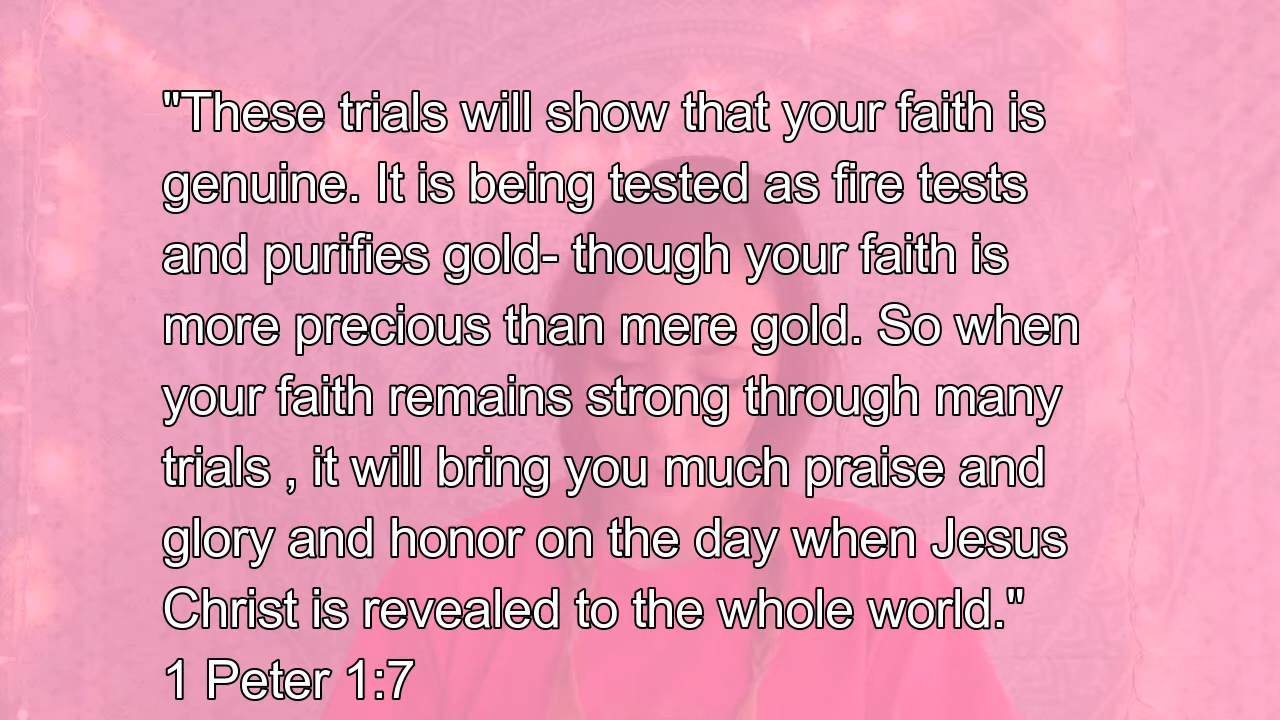 "These trials will show that your faith is
genuine. It is being tested as fire tests
and purifies gold- though your faith is
more precious than mere gold. So when
your faith remains strong through many
trials , it will bring you much praise and
glory and honor on the day when Jesus
Christ is revealed to the whole world."
1 Peter 1:7